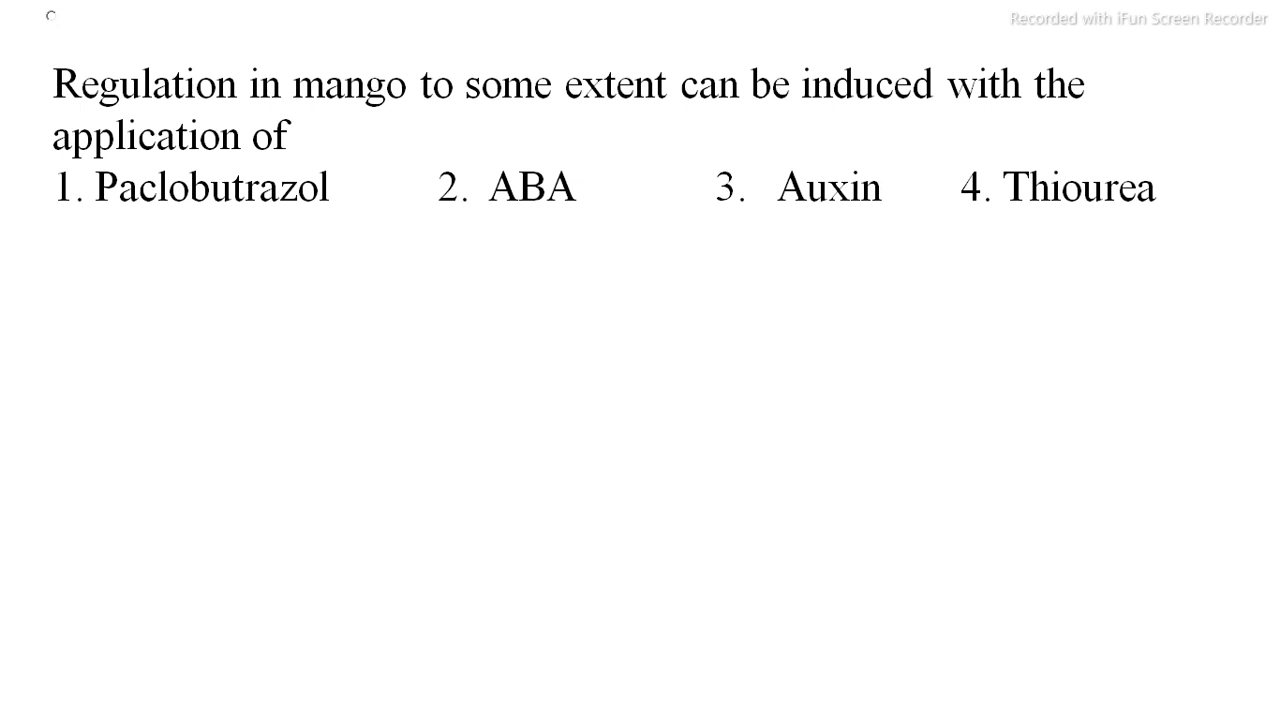 Recorded with iFun Screen Recorder
Regulation in mango to some extent can be induced with the
application of
1. Paclobutrazol 2. ABA 3. Auxin 4. Thiourea